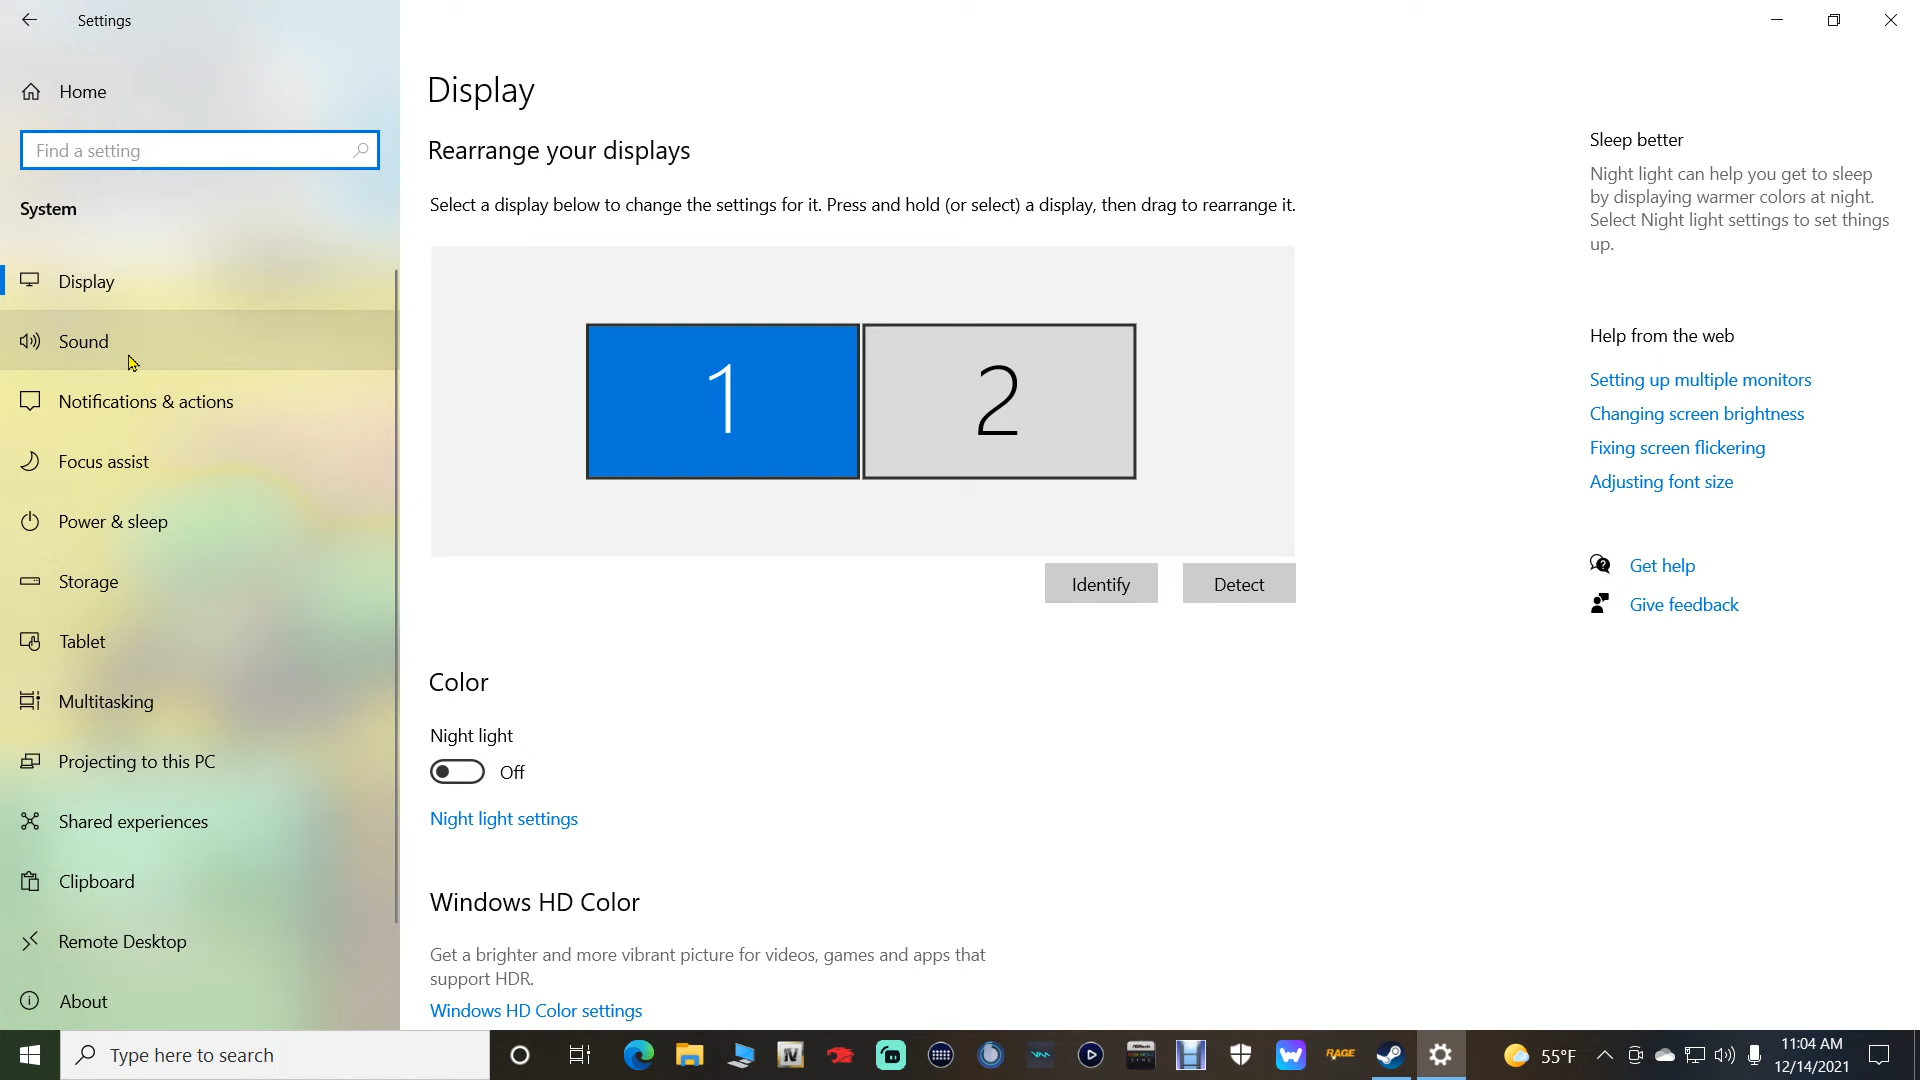 Settings
Home
Find a setting
System
Display
Sound
Notifications & actions
Focus assist
Power & sleep
Storage
Tablet
Multitasking
Projecting to this PC
Shared experiences
Clipboard
Remote Desktop
About
Display
Rearrange your displays
Select a display below to change the settings for it. Press and hold (or select) a display, then drag to rearrange it.
1
2
Identify
Detect
Color
Night light
Off
Night light settings
Windows HD Color
Get a brighter and more vibrant picture for videos, games and apps that
support HDR.
Windows HD Color settings
Sleep better
Night light can help you get to sleep
by displaying warmer colors at night.
Select Night light settings to set things
up.
Help from the web
Setting up multiple monitors
Changing screen brightness
Fixing screen flickering
Adjusting font size
Get help
Give feedback
Type here to search
RAGE
55°F
11:04 AM
12/14/2021